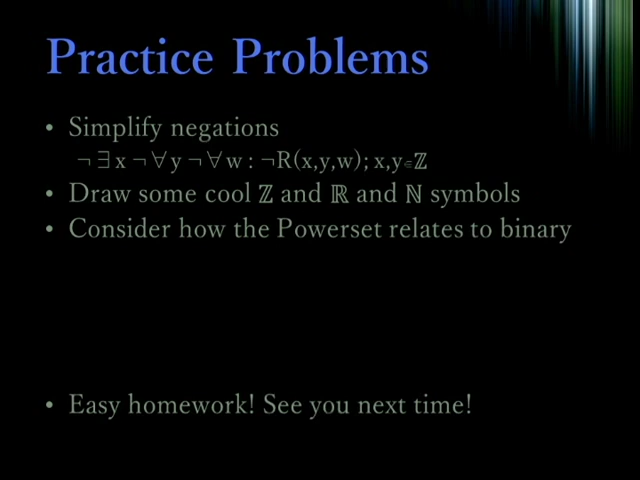 Practice Problems
• Simplify negations
¬∃x¬∀y¬∀w:¬R(x,y,w); x,y∈ℤ
• Draw some cool ℤ and ℝ and ℕ symbols
• Consider how the Powerset relates to binary
• Easy homework! See you next time!